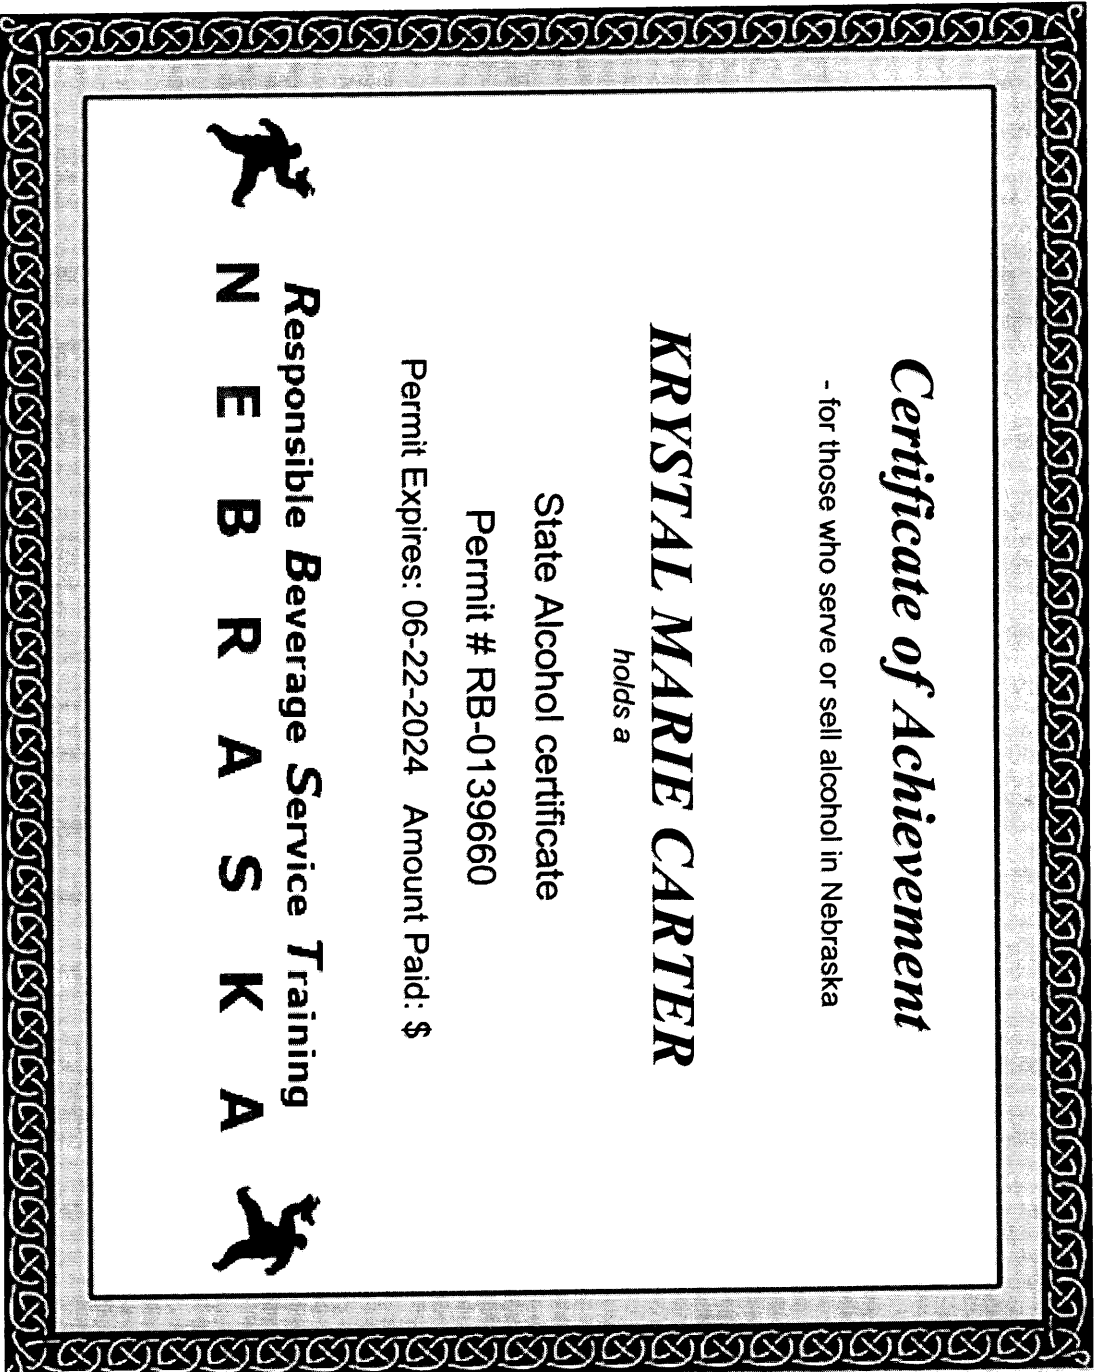 Certificate of Achievement
- for those who serve or sell alcohol in Nebraska
KRYSTAL MARIE CARTER
holds a
State Alcohol certificate
Permit # RB-0139660
Permit Expires: 06-22-2024 Amount Paid: $
Responsible Beverage Service Training
N E B R A S K A